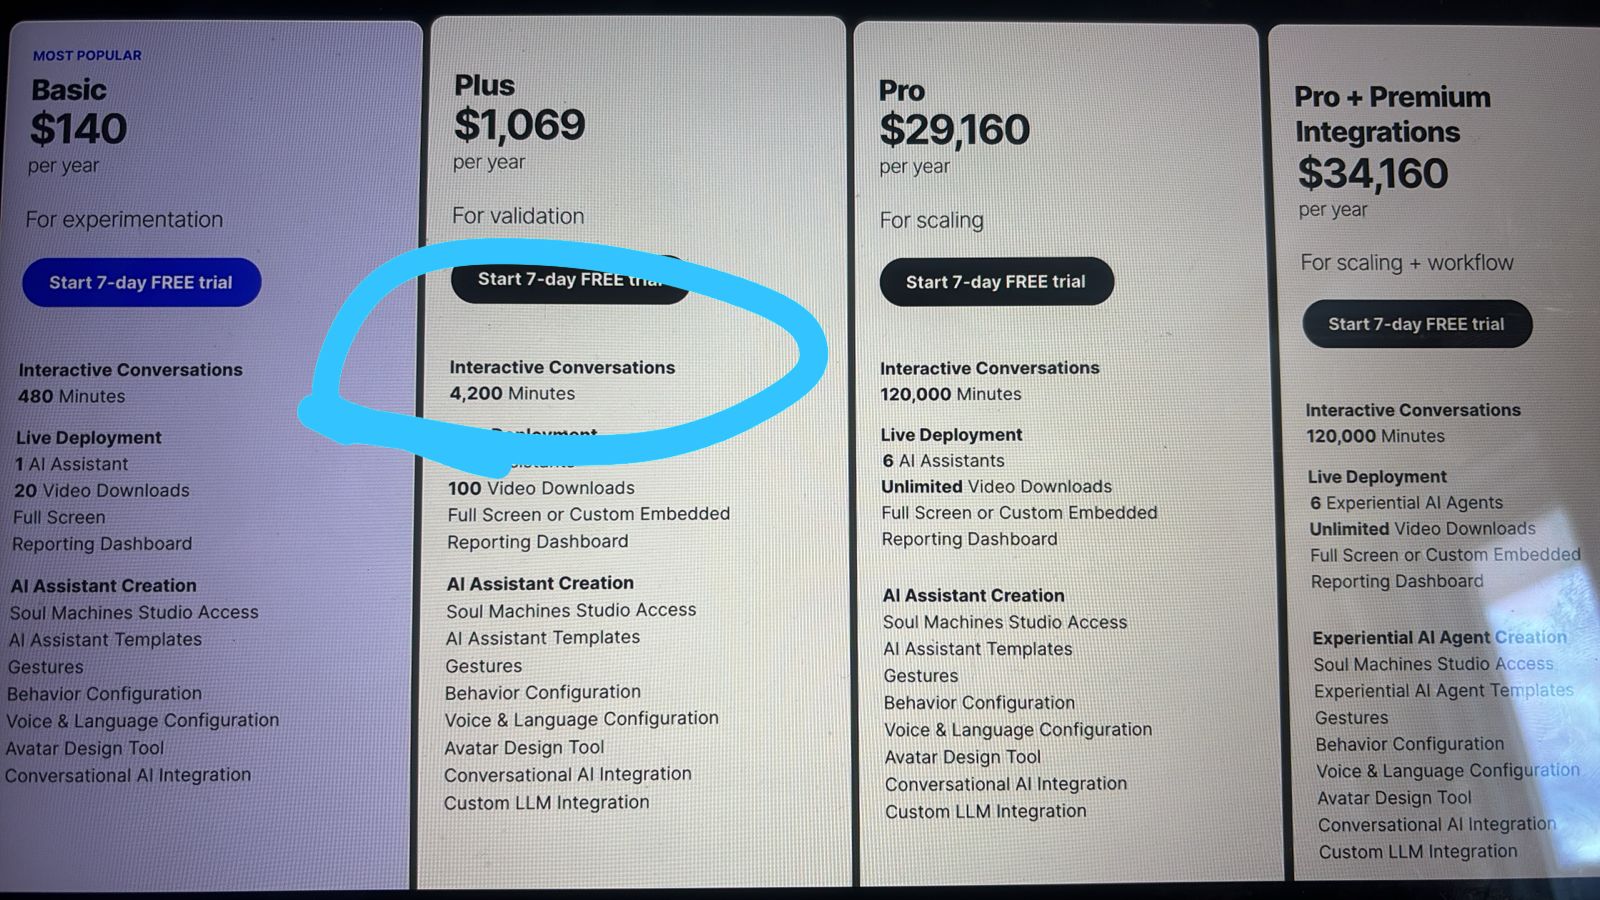 MOST POPULAR
Basic
$140
per year
For experimentation
Start 7-day FREE trial
Interactive Conversations
480 Minutes
Live Deployment
1 AI Assistant
20 Video Downloads
Full Screen
Reporting Dashboard
AI Assistant Creation
Soul Machines Studio Access
AI Assistant Templates
Gestures
Behavior Configuration
Voice & Language Configuration
Avatar Design Tool
Conversational AI Integration
Plus
$1,069
per year
For validation
Start 7-day FREE trial
Interactive Conversations
4,200 Minutes
Deployment
100 Video Downloads
Full Screen or Custom Embedded
Reporting Dashboard
AI Assistant Creation
Soul Machines Studio Access
AI Assistant Templates
Gestures
Behavior Configuration
Voice & Language Configuration
Avatar Design Tool
Conversational AI Integration
Custom LLM Integration
Pro
$29,160
per year
For scaling
Start 7-day FREE trial
Interactive Conversations
120,000 Minutes
Live Deployment
6 AI Assistants
Unlimited Video Downloads
Full Screen or Custom Embedded
Reporting Dashboard
AI Assistant Creation
Soul Machines Studio Access
AI Assistant Templates
Gestures
Behavior Configuration
Voice & Language Configuration
Avatar Design Tool
Conversational AI Integration
Custom LLM Integration
Pro + Premium
Integrations
$34,160
per year
For scaling + workflow
Start 7-day FREE trial
Interactive Conversations
120,000 Minutes
Live Deployment
6 Experiential AI Agents
Unlimited Video Downloads
Full Screen or Custom Embedded
Reporting Dashboard
Experiential AI Agent Creation
Soul Machines Studio Access
Experiential AI Agent Templates
Gestures
Behavior Configuration
Voice & Language Configuration
Avatar Design Tool
Conversational AI Integration
Custom LLM Integration